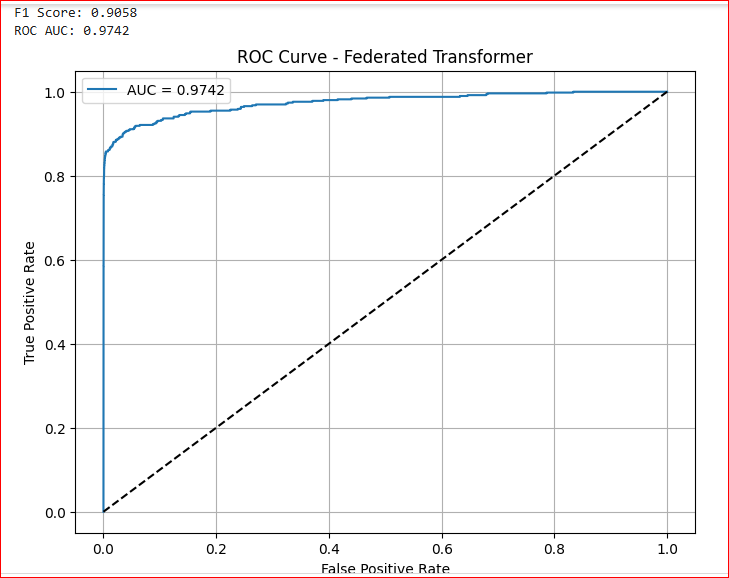 F1 Score: 0.9058
ROC AUC: 0.9742
ROC Curve - Federated Transformer
AUC = 0.9742
1.0
0.8
0.6
0.4
0.2
0.0
True Positive Rate
0.0 0.2 0.4 0.6 0.8 1.0
False Positive Rate